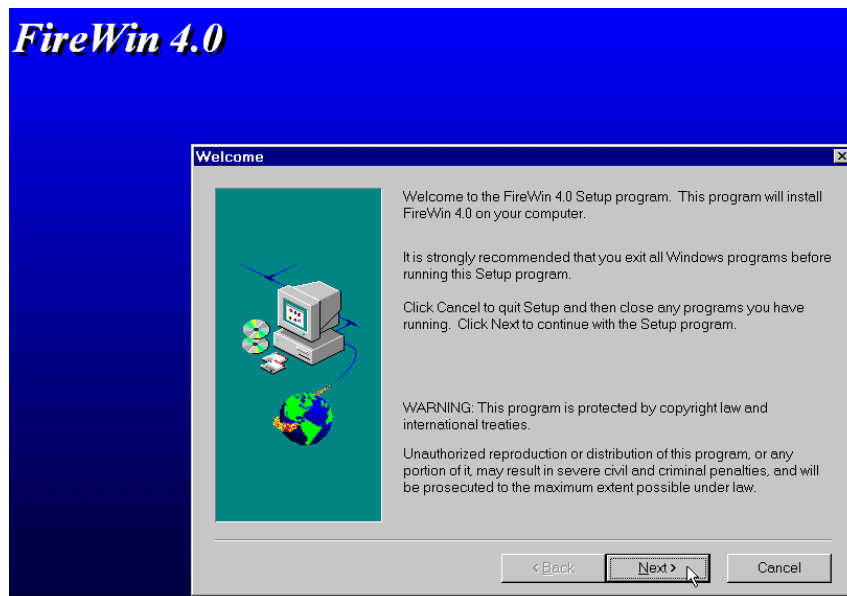 FireWin 4.0
Welcome
Welcome to the FireWin 4.0 Setup program. This program will install
FireWin 4.0 on your computer.
It is strongly recommended that you exit all Windows programs before
running this Setup program.
Click Cancel to quit Setup and then close any programs you have
running. Click Next to continue with the Setup program.
WARNING: This program is protected by copyright law and
international treaties.
Unauthorized reproduction or distribution of this program, or any
portion of it, may result in severe civil and criminal penalties, and will
be prosecuted to the maximum extent possible under law.
< Back Next > Cancel